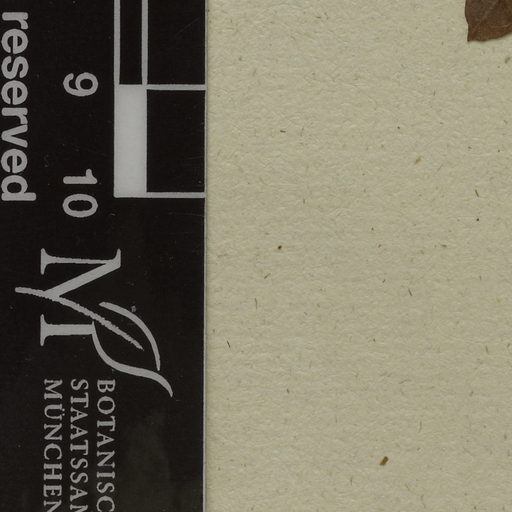 reserved
9
10
BOTANISC
STAATSSAM
MÜNCHEN